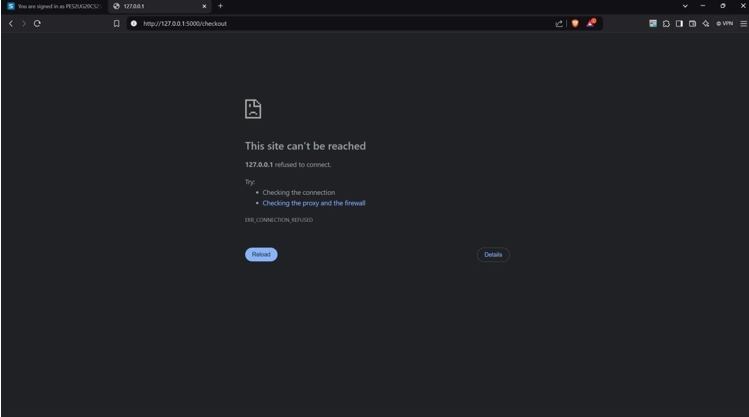 You are signed in as PES2UG20CS2
127.0.0.1
http://127.0.0.1:5000/checkout
VPN
This site can't be reached
127.0.0.1 refused to connect.
Try:
• Checking the connection
• Checking the proxy and the firewall
ERR_CONNECTION_REFUSED
Reload
Details